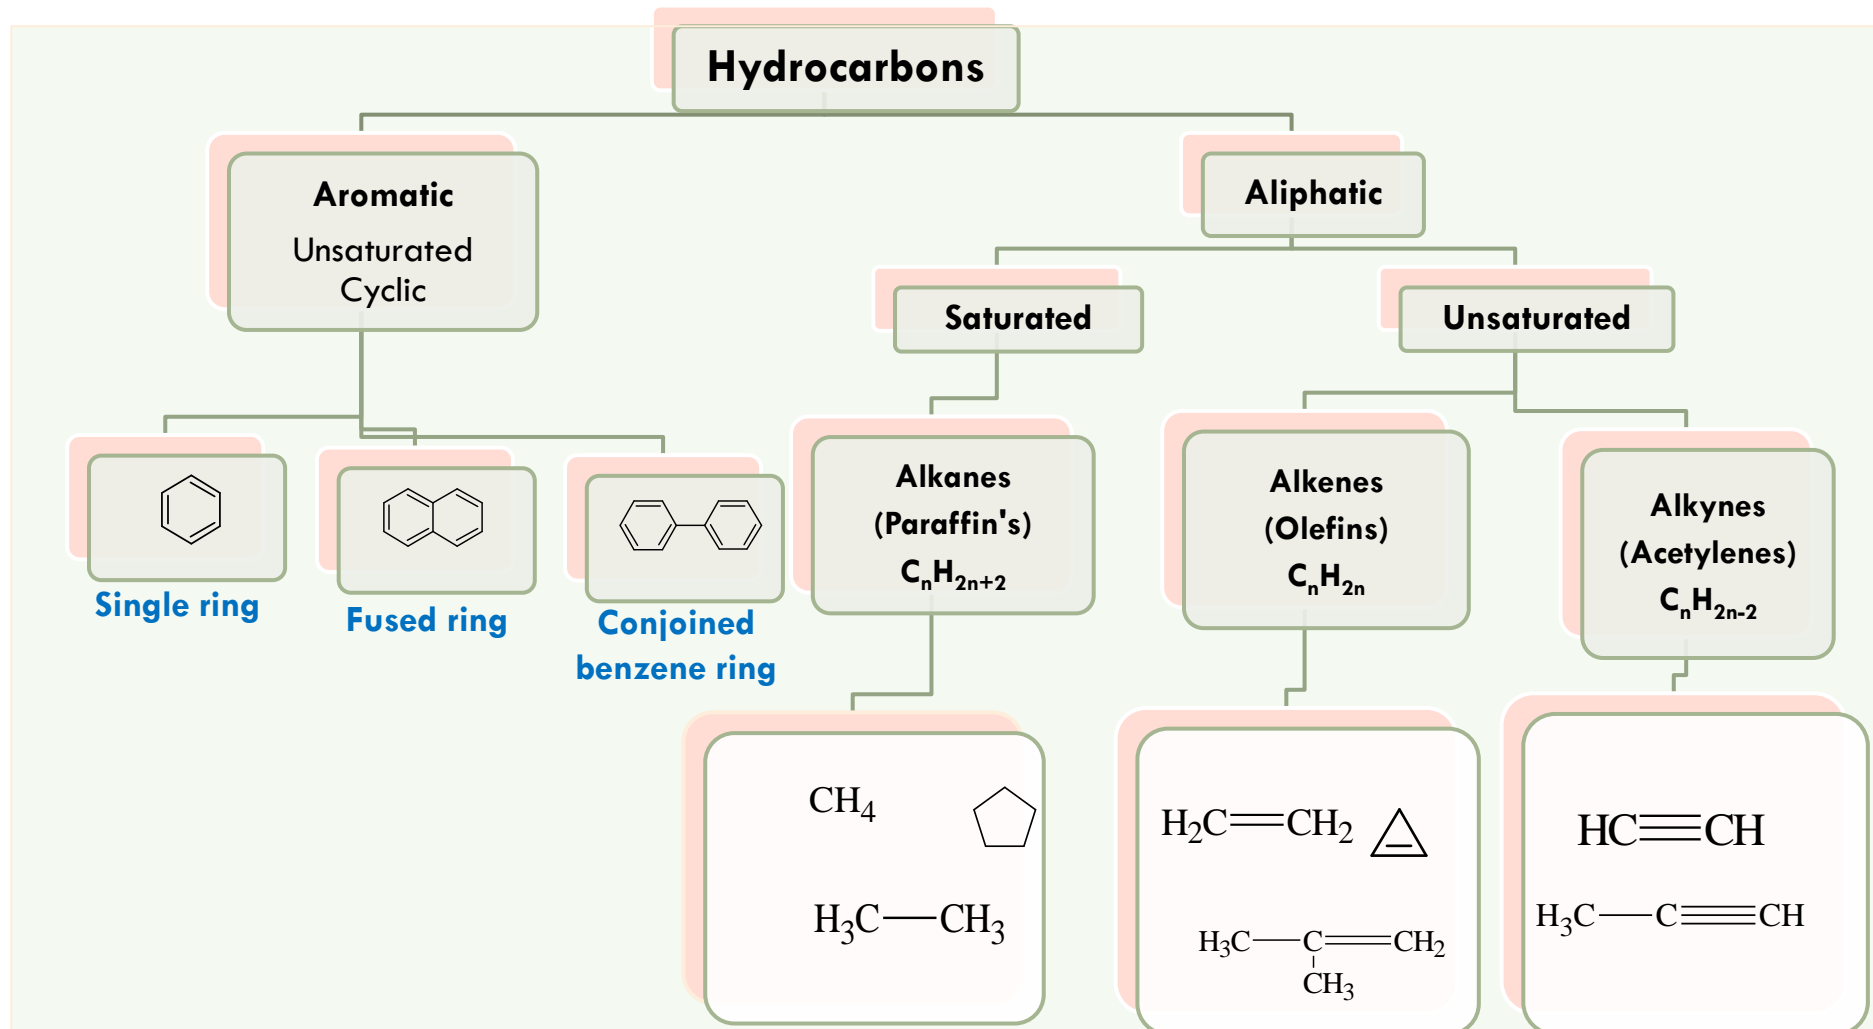 Hydrocarbons
Aromatic
Unsaturated
Cyclic
Aliphatic
Saturated
Unsaturated
Single ring
Fused ring
Conjoined
benzene ring
Alkanes
(Paraffin's)
CₙH₂ₙ₊₂
Alkenes
(Olefins)
CₙH₂ₙ
Alkynes
(Acetylenes)
CₙH₂ₙ₋₂
CH₄
H₃C—CH₃
H₂C=CH₂
H₃C—C=CH₂
CH₃
HC≡CH
H₃C—C≡CH